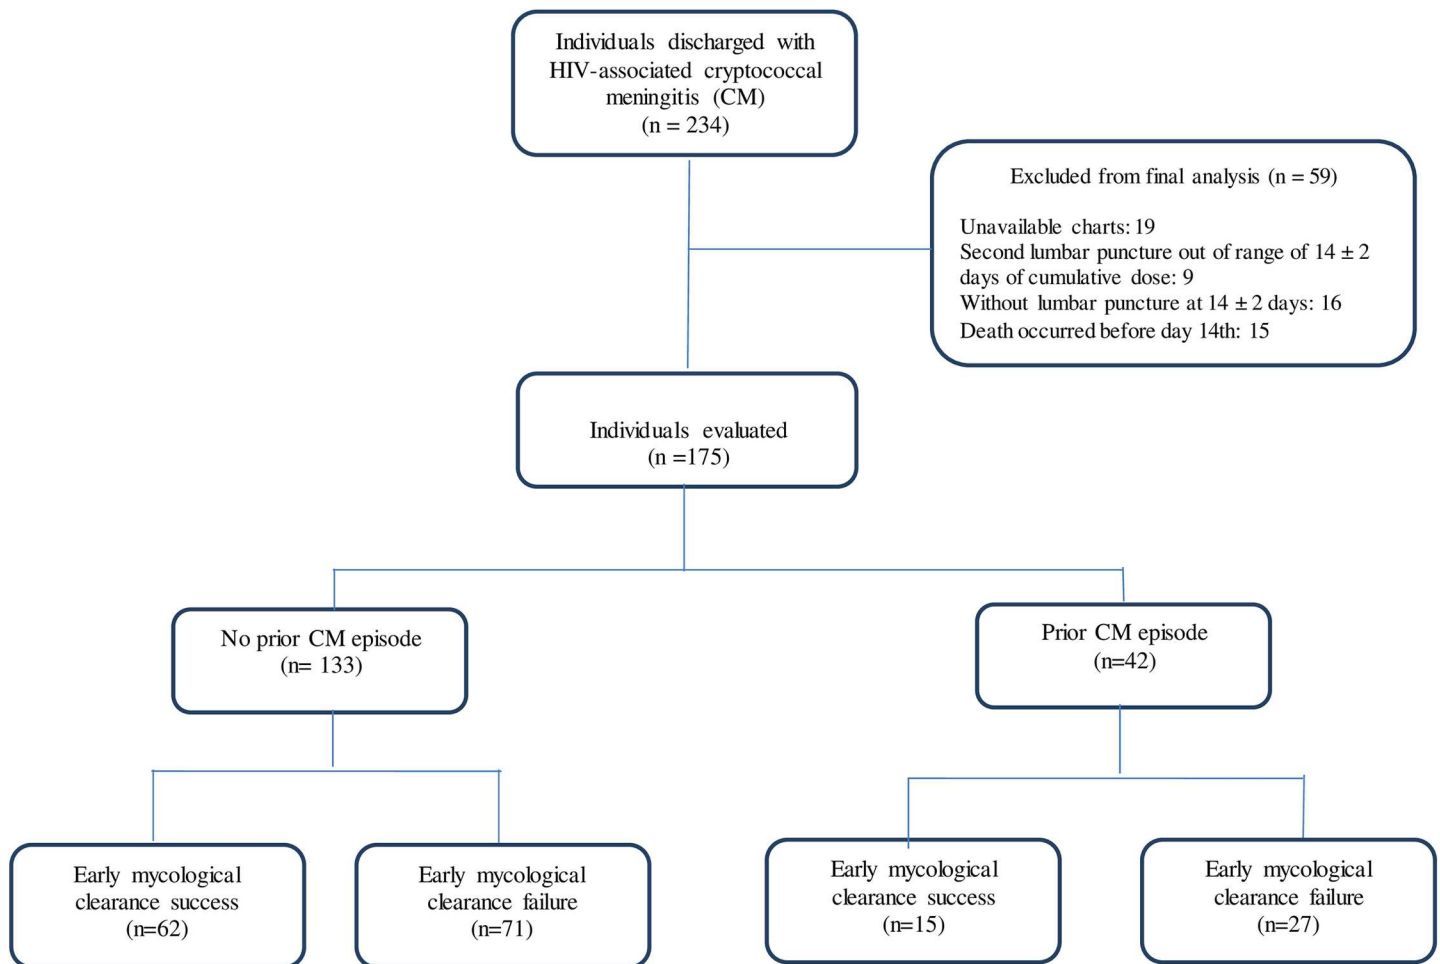 Individuals discharged with
HIV-associated cryptococcal
meningitis (CM)
(n = 234)
Excluded from final analysis (n = 59)
Unavailable charts: 19
Second lumbar puncture out of range of 14 ± 2
days of cumulative dose: 9
Without lumbar puncture at 14 ± 2 days: 16
Death occurred before day 14th: 15
Individuals evaluated
(n =175)
No prior CM episode
(n= 133)
Prior CM episode
(n=42)
Early mycological
clearance success
(n=62)
Early mycological
clearance failure
(n=71)
Early mycological
clearance success
(n=15)
Early mycological
clearance failure
(n=27)